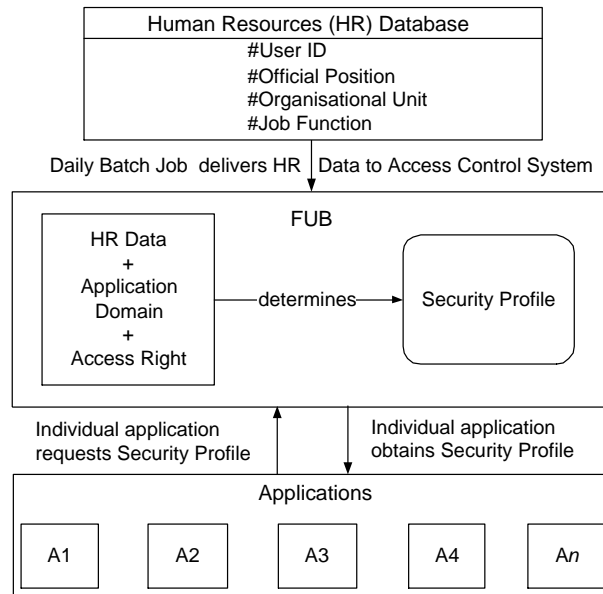 Human Resources (HR) Database
#User ID
#Official Position
#Organisational Unit
#Job Function
Daily Batch Job delivers HR Data to Access Control System
FUB
HR Data
+
Application
Domain
+
Access Right
determines
Security Profile
Individual application
requests Security Profile
Individual application
obtains Security Profile
Applications
A1
A2
A3
A4
An